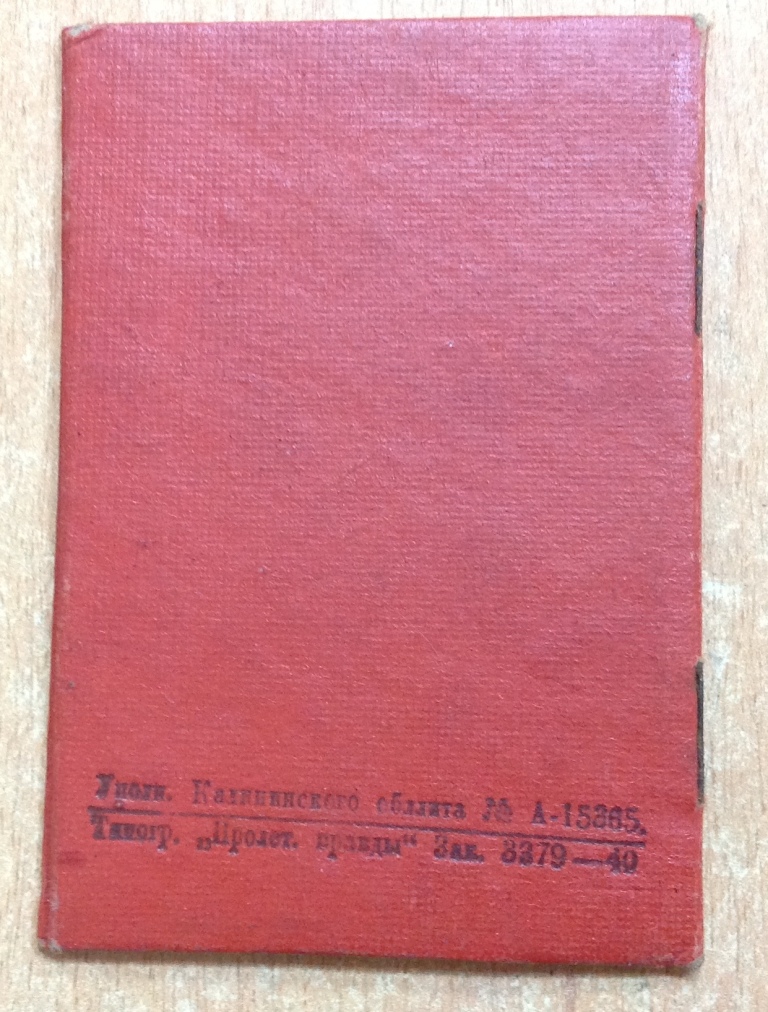 Уполн. Калининского обллита № А-15365.
Типогр. „Пролет. правды“ Зак. 3379—40